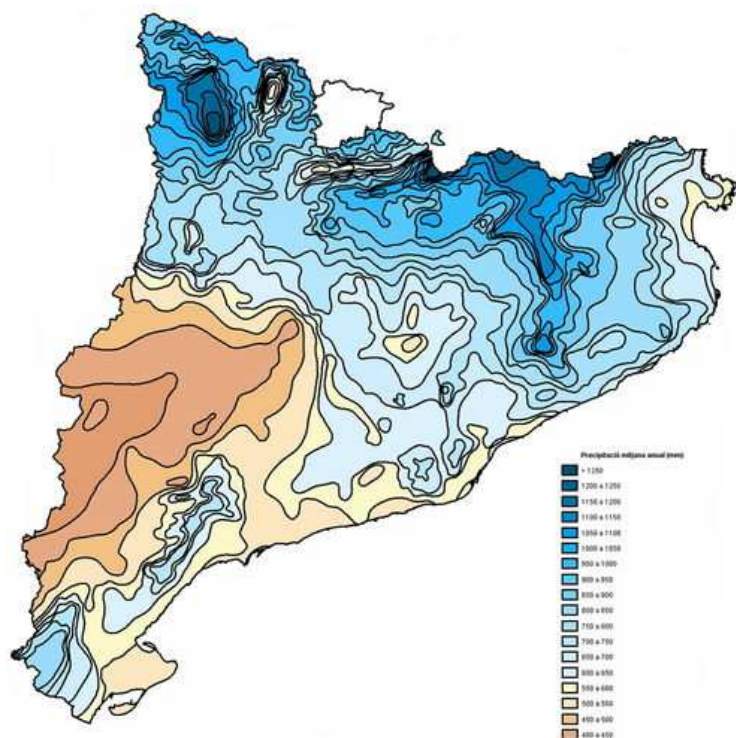 Precipitació mitjana anual (mm)
> 1250
1200 a 1250
1150 a 1200
1100 a 1150
1050 a 1100
1000 a 1050
950 a 1000
900 a 950
850 a 900
800 a 850
750 a 800
700 a 750
650 a 700
600 a 650
550 a 600
500 a 550
450 a 500
400 a 450